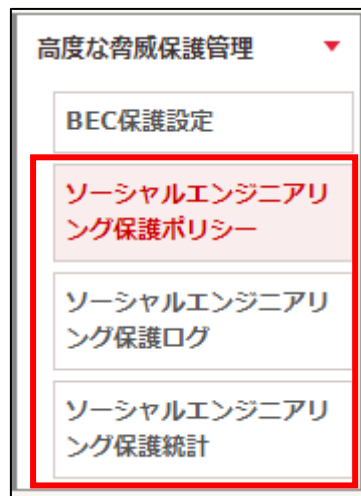 高度な脅威保護管理
BEC保護設定
ソーシャルエンジニアリ
ング保護ポリシー
ソーシャルエンジニアリ
ング保護ログ
ソーシャルエンジニアリ
ング保護統計